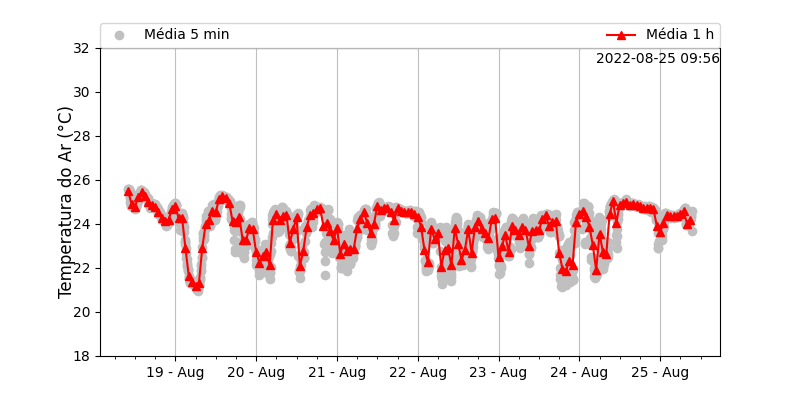 Média 5 min
Média 1 h
2022-08-25 09:56
Temperatura do Ar (°C)
32
30
28
26
24
22
20
18
19 - Aug
20 - Aug
21 - Aug
22 - Aug
23 - Aug
24 - Aug
25 - Aug